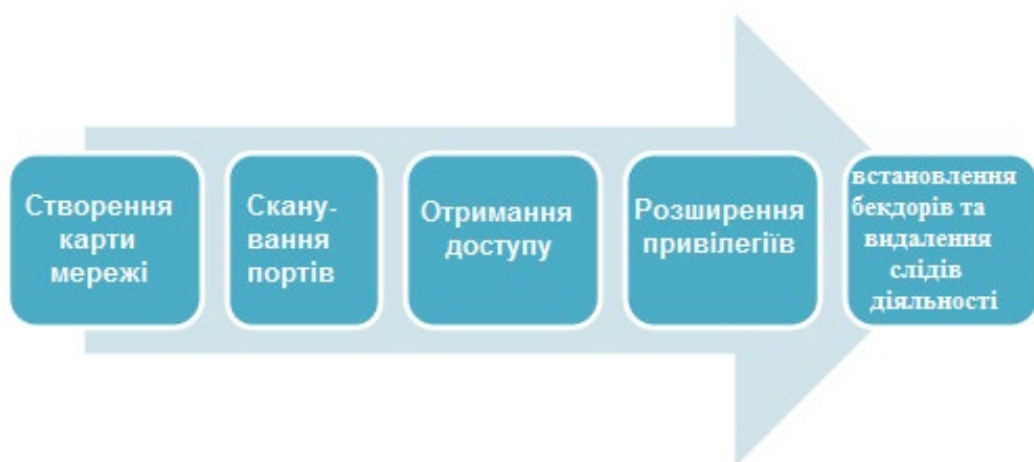 Створення
карти
мережі
Скану-
вання
портів
Отримання
доступу
Розширення
привілегіїв
встановлення
бекдорів та
видалення
слідів
діяльності